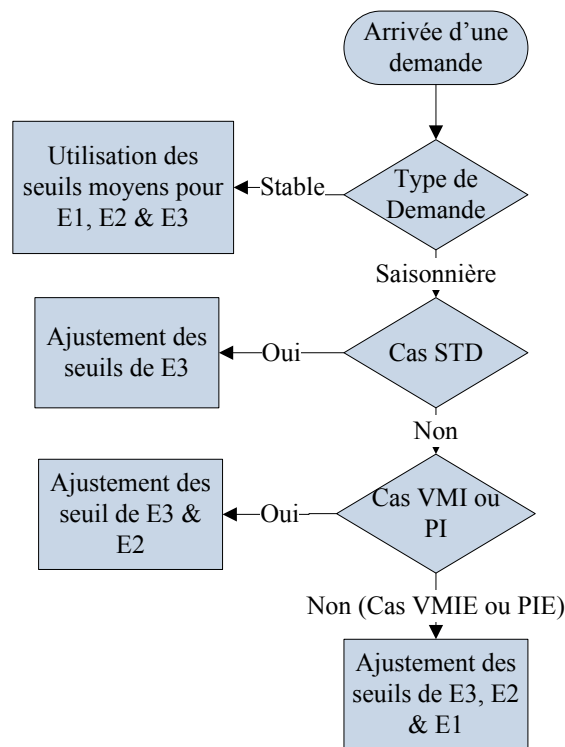 Arrivée d’une
demande
Utilisation des
seuils moyens pour
E1, E2 & E3
Stable
Type de
Demande
Saisonnière
Ajustement des
seuils de E3
Oui
Cas STD
Non
Ajustement des
seuil de E3 &
E2
Oui
Cas VMI ou
PI
Non (Cas VMIE ou PIE)
Ajustement des
seuils de E3, E2
& E1